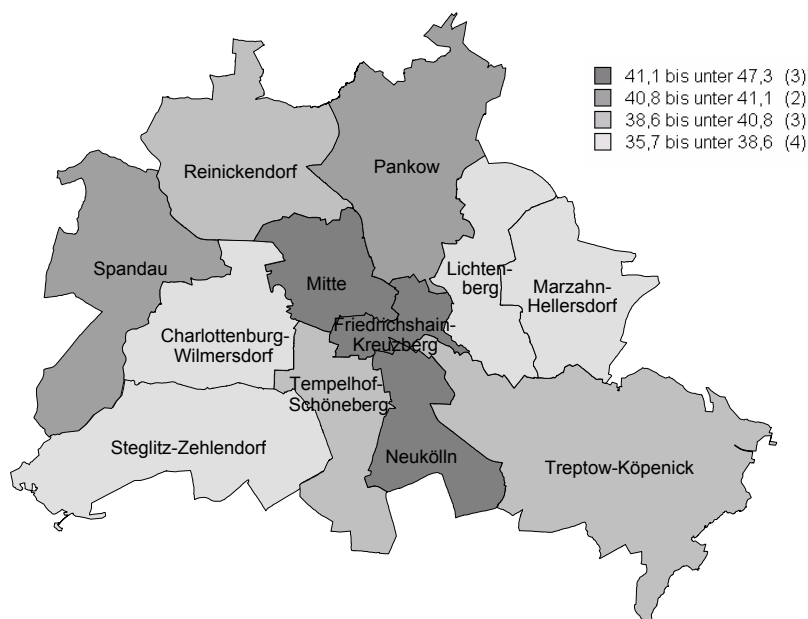 41,1 bis unter 47,3 (3)
40,8 bis unter 41,1 (2)
38,6 bis unter 40,8 (3)
35,7 bis unter 38,6 (4)
Reinickendorf
Pankow
Spandau
Mitte
Lichten-
berg
Marzahn-
Hellersdorf
Charlottenburg-
Wilmersdorf
Friedrichshain-
Kreuzberg
Tempelhof-
Schöneberg
Steglitz-Zehlendorf
Neukölln
Treptow-Köpenick